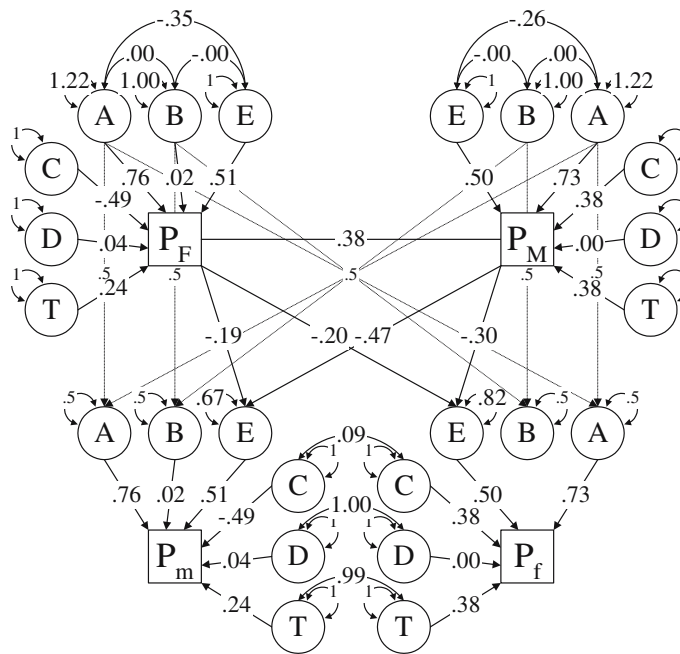 -.35 -.26
.00 -.00 -.00 .00
1.22 1.00 1 1 1.00 1.22
A B E E B A
1 1
C C
.76 .02 .51 .50 .73
-.49 .38
1 1
D .04 P_F .38 P_M .00 D
1 1
T .24 .5 .5 .5 .5 .5 .38 T
-.19 -.20 -.47 -.30
.5 .5 .67 .82 .5 .5
A B E E B A
.09
1 1
C C
.76 .02 .51 .50 .73
-.49 .38
1.00
1 1
P_m .04 D D .00 P_f
.99
1 1
.24 T T .38